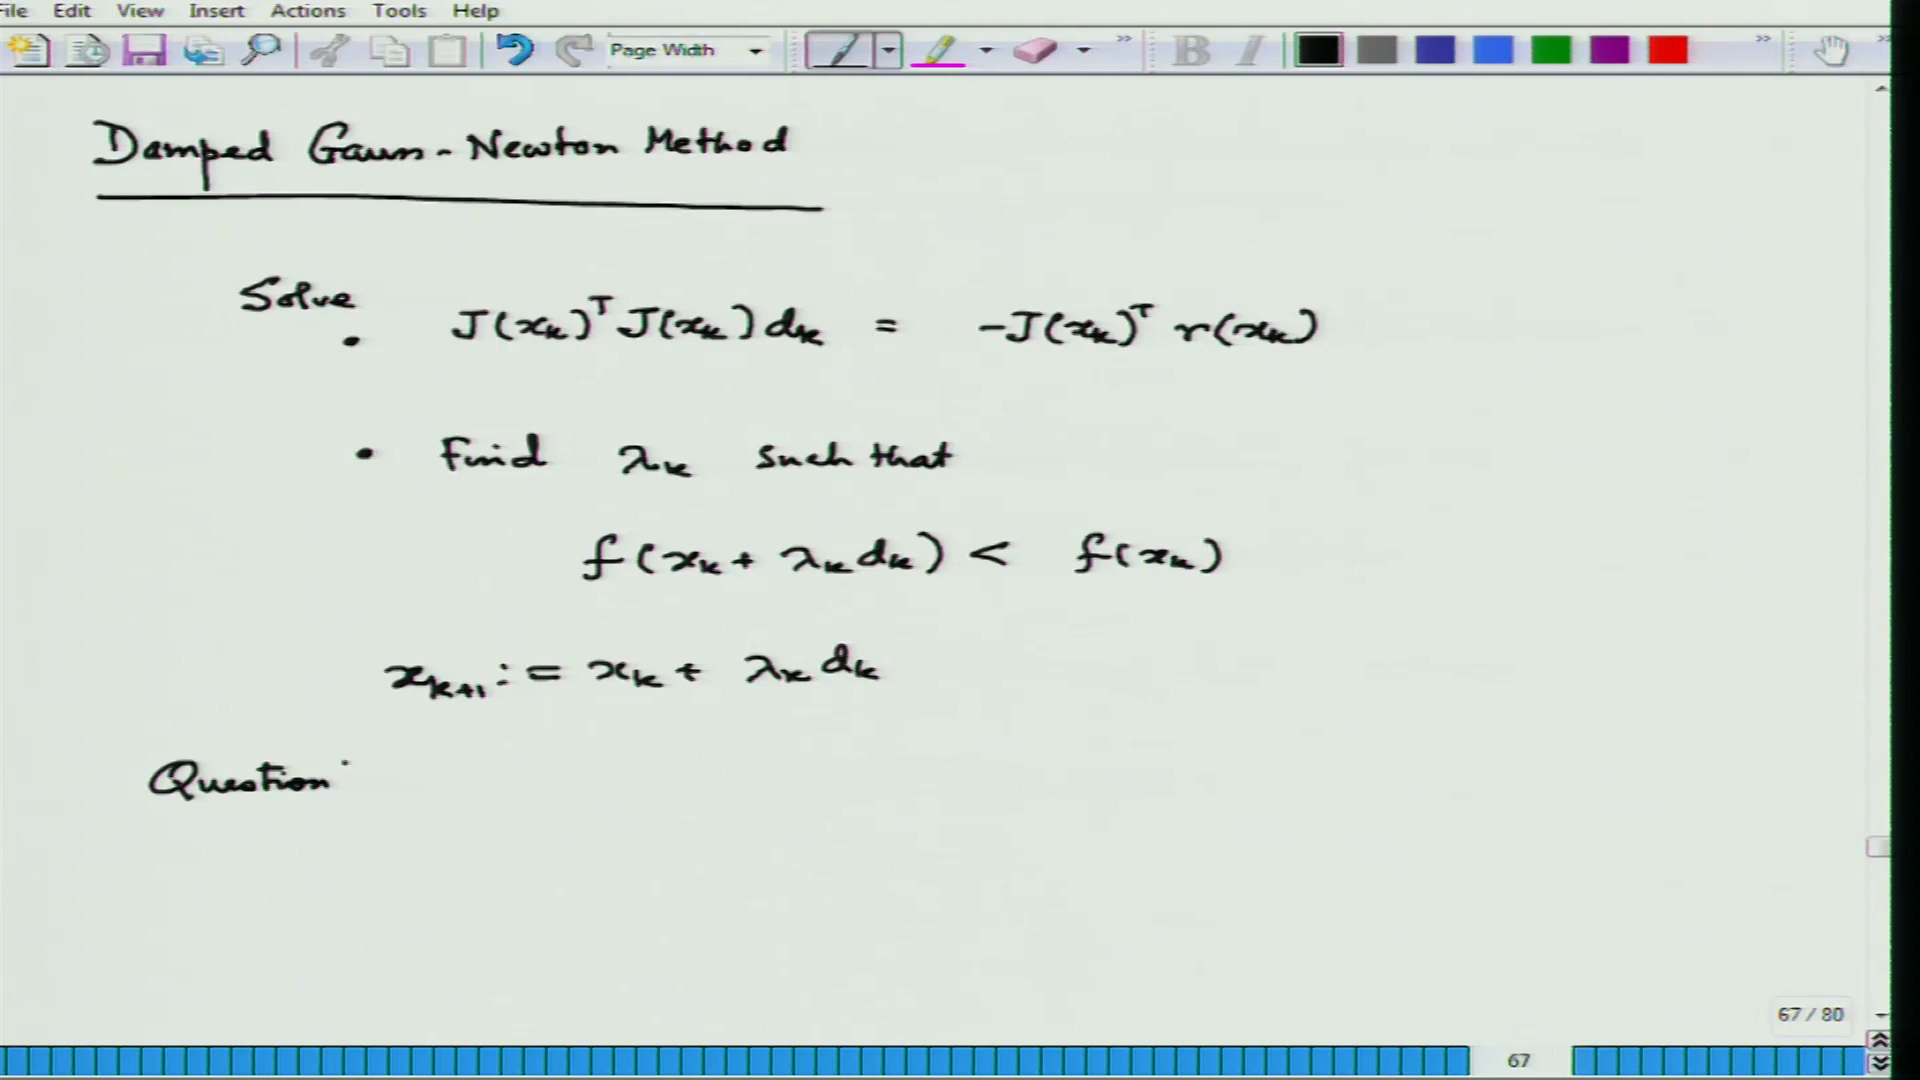 File Edit View Insert Actions Tools Help
Page Width
B I
Damped Gauss-Newton Method
Solve
• J(xₖ)ᵀ J(xₖ) dₖ = -J(xₖ)ᵀ r(xₖ)
• Find λₖ such that
f(xₖ + λₖ dₖ) < f(xₖ)
xₖ₊₁ := xₖ + λₖ dₖ
Question
67 / 80
67